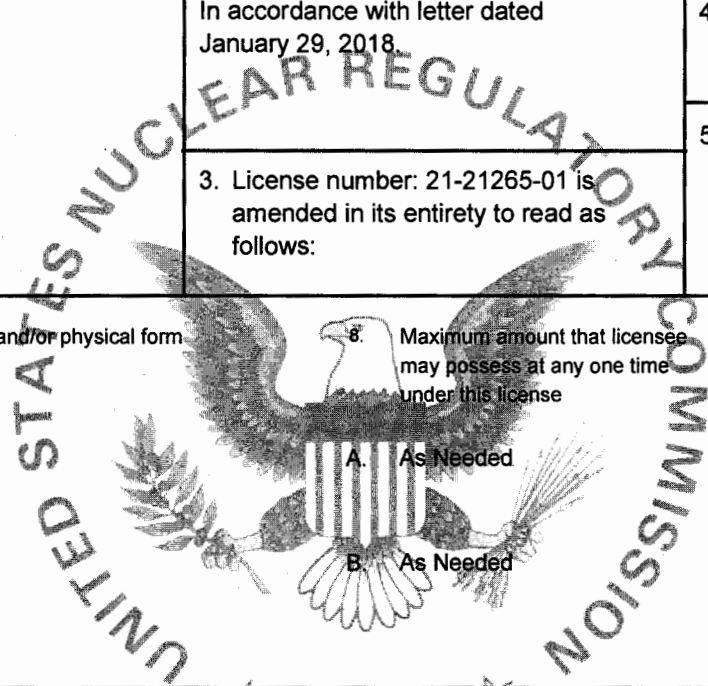 In accordance with letter dated
January 29, 2018.
4
5
3. License number: 21-21265-01 is
amended in its entirety to read as
follows:
and/or physical form
8. Maximum amount that licensee
may possess at any one time
under this license
A. As Needed
B. As Needed
UNITED STATES NUCLEAR REGULATORY COMMISSION